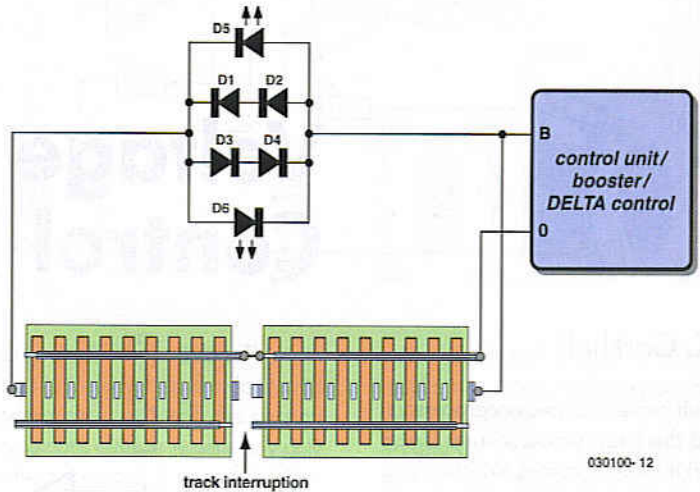 D5
D1 D2
D3 D4
D6
B
control unit/
booster/
DELTA control
0
track interruption
030100- 12